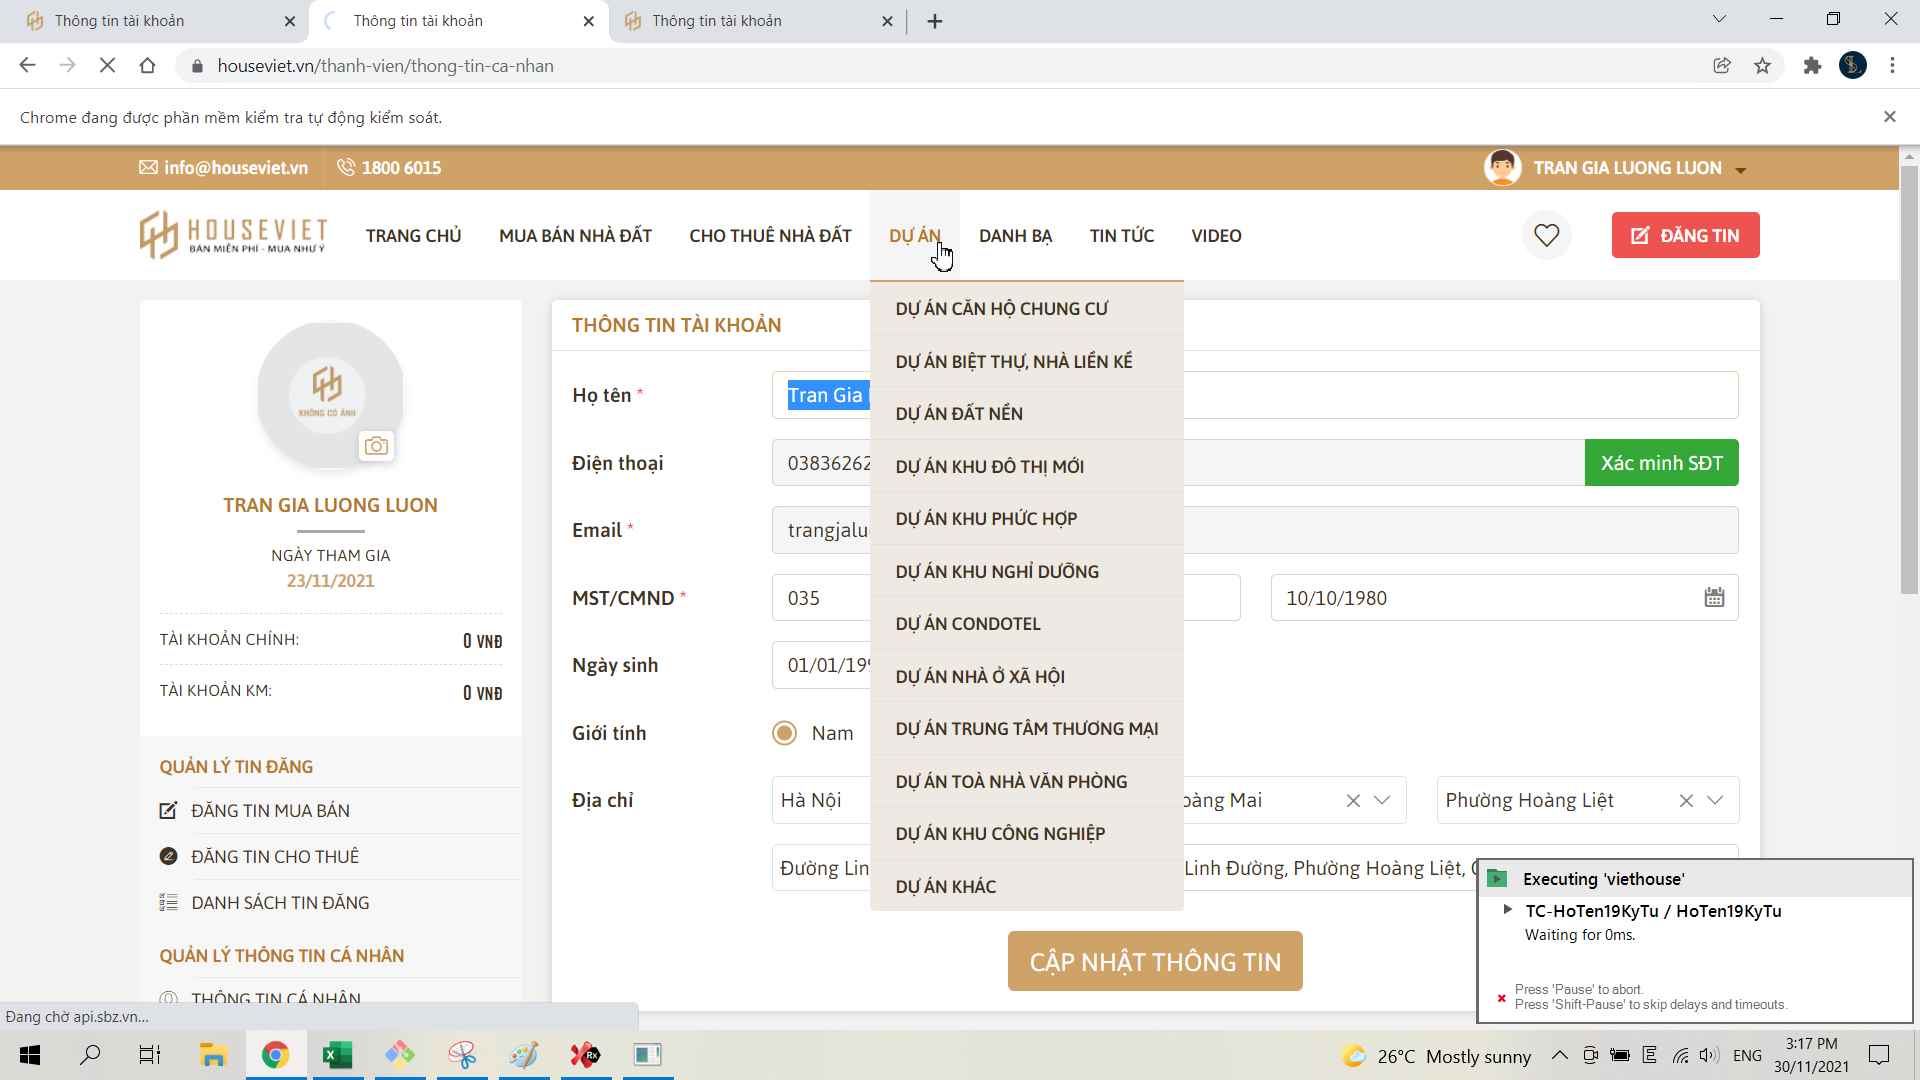 Thông tin tài khoản
Thông tin tài khoản
Thông tin tài khoản
houseviet.vn/thanh-vien/thong-tin-ca-nhan
Chrome đang được phần mềm kiểm tra tự động kiểm soát.
info@houseviet.vn
1800 6015
TRAN GIA LUONG LUON
HOUSEVIET
BÁN MIỄN PHÍ - MUA NHƯ Ý
TRANG CHỦ
MUA BÁN NHÀ ĐẤT
CHO THUÊ NHÀ ĐẤT
DỰ ÁN
DANH BẠ
TIN TỨC
VIDEO
ĐĂNG TIN
DỰ ÁN CĂN HỘ CHUNG CƯ
DỰ ÁN BIỆT THỰ, NHÀ LIỀN KỀ
DỰ ÁN ĐẤT NỀN
DỰ ÁN KHU ĐÔ THỊ MỚI
DỰ ÁN KHU PHỨC HỢP
DỰ ÁN KHU NGHỈ DƯỠNG
DỰ ÁN CONDOTEL
DỰ ÁN NHÀ Ở XÃ HỘI
DỰ ÁN TRUNG TÂM THƯƠNG MẠI
DỰ ÁN TOÀ NHÀ VĂN PHÒNG
DỰ ÁN KHU CÔNG NGHIỆP
DỰ ÁN KHÁC
KHÔNG CÓ ẢNH
TRAN GIA LUONG LUON
NGÀY THAM GIA
23/11/2021
TÀI KHOẢN CHÍNH: 0 VNĐ
TÀI KHOẢN KM: 0 VNĐ
QUẢN LÝ TIN ĐĂNG
ĐĂNG TIN MUA BÁN
ĐĂNG TIN CHO THUÊ
DANH SÁCH TIN ĐĂNG
QUẢN LÝ THÔNG TIN CÁ NHÂN
THÔNG TIN CÁ NHÂN
THÔNG TIN TÀI KHOẢN
Họ tên * Tran Gia
Điện thoại 03836262 Xác minh SĐT
Email * trangjalu
MST/CMND * 035 10/10/1980
Ngày sinh 01/01/199
Giới tính Nam
Địa chỉ Hà Nội oàng Mai Phường Hoàng Liệt
Đường Lin Linh Đường, Phường Hoàng Liệt,
CẬP NHẬT THÔNG TIN
Executing 'viethouse'
TC-HoTen19KyTu / HoTen19KyTu
Waiting for 0ms.
Press 'Pause' to abort.
Press 'Shift-Pause' to skip delays and timeouts.
Đang chờ api.sbz.vn...
26°C Mostly sunny
ENG
3:17 PM
30/11/2021